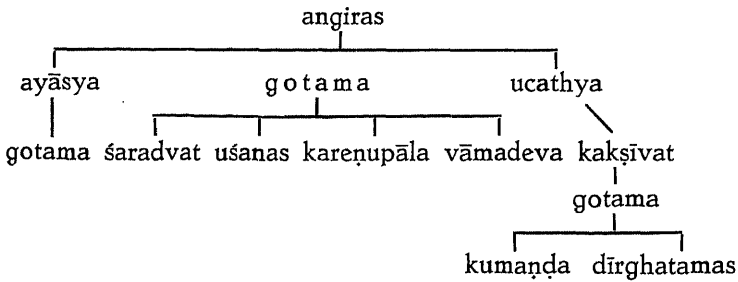 angiras
ayāsya gotama ucathya
gotama śaradvat uśanas kareṇupāla vāmadeva kakṣīvat
gotama
kumaṇḍa dīrghatamas